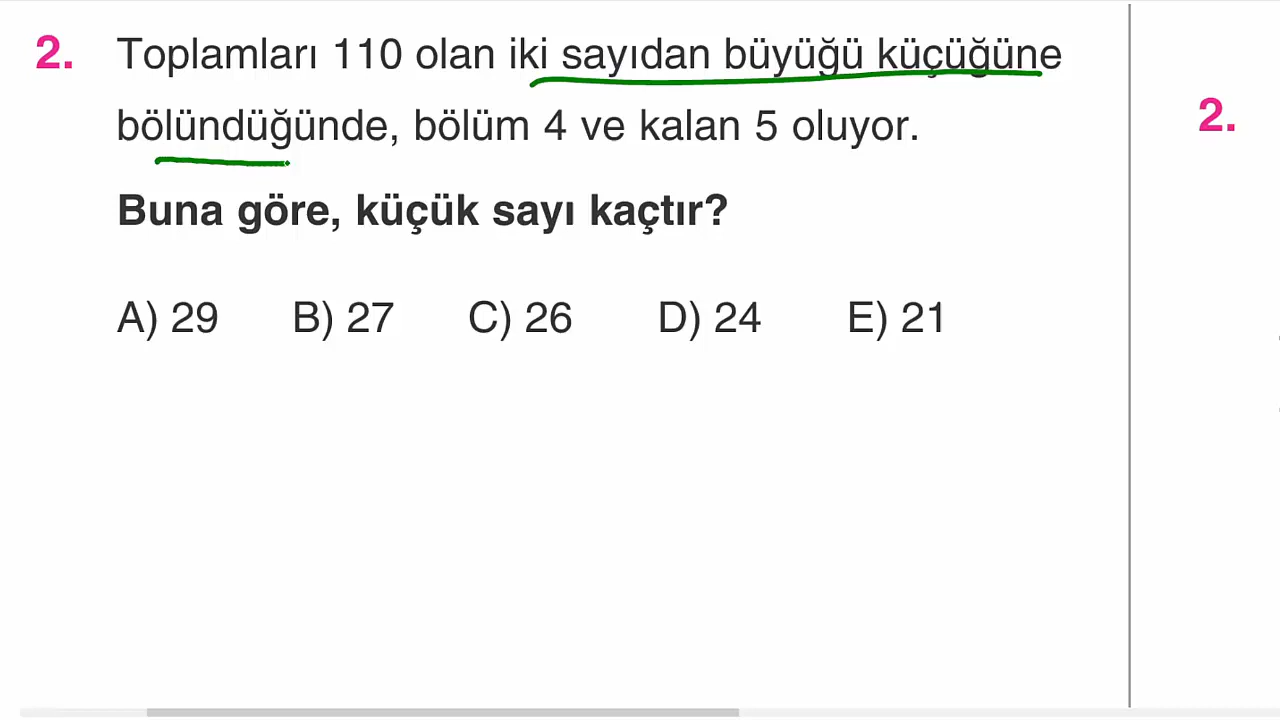 2. Toplamları 110 olan iki sayıdan büyüğü küçüğüne
bölündüğünde, bölüm 4 ve kalan 5 oluyor.
Buna göre, küçük sayı kaçtır?
A) 29 B) 27 C) 26 D) 24 E) 21
2.